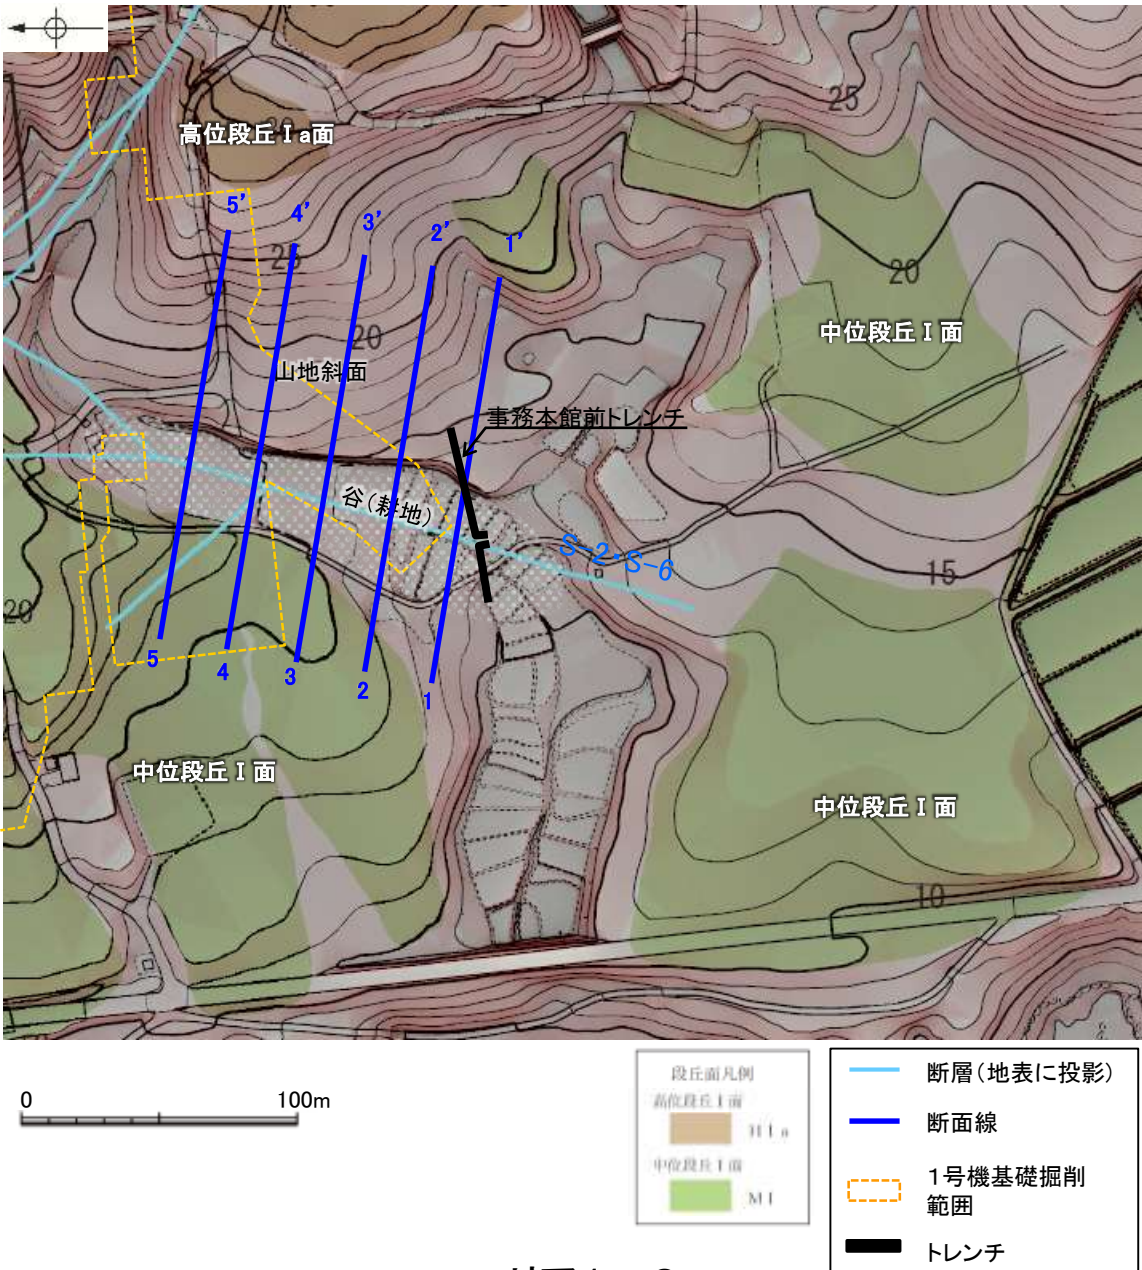 高位段丘Ⅰa面
25
5'
4'
3'
2'
1'
25
20
20
中位段丘Ⅰ面
山地斜面
事務本館前トレンチ
谷(耕地)
S-2・S-6
15
20
5
4
3
2
1
中位段丘Ⅰ面
中位段丘Ⅰ面
10
0 100m
段丘面凡例
高位段丘Ⅰ面
HⅠa
中位段丘Ⅰ面
MⅠ
断層(地表に投影)
断面線
1号機基礎掘削
範囲
トレンチ